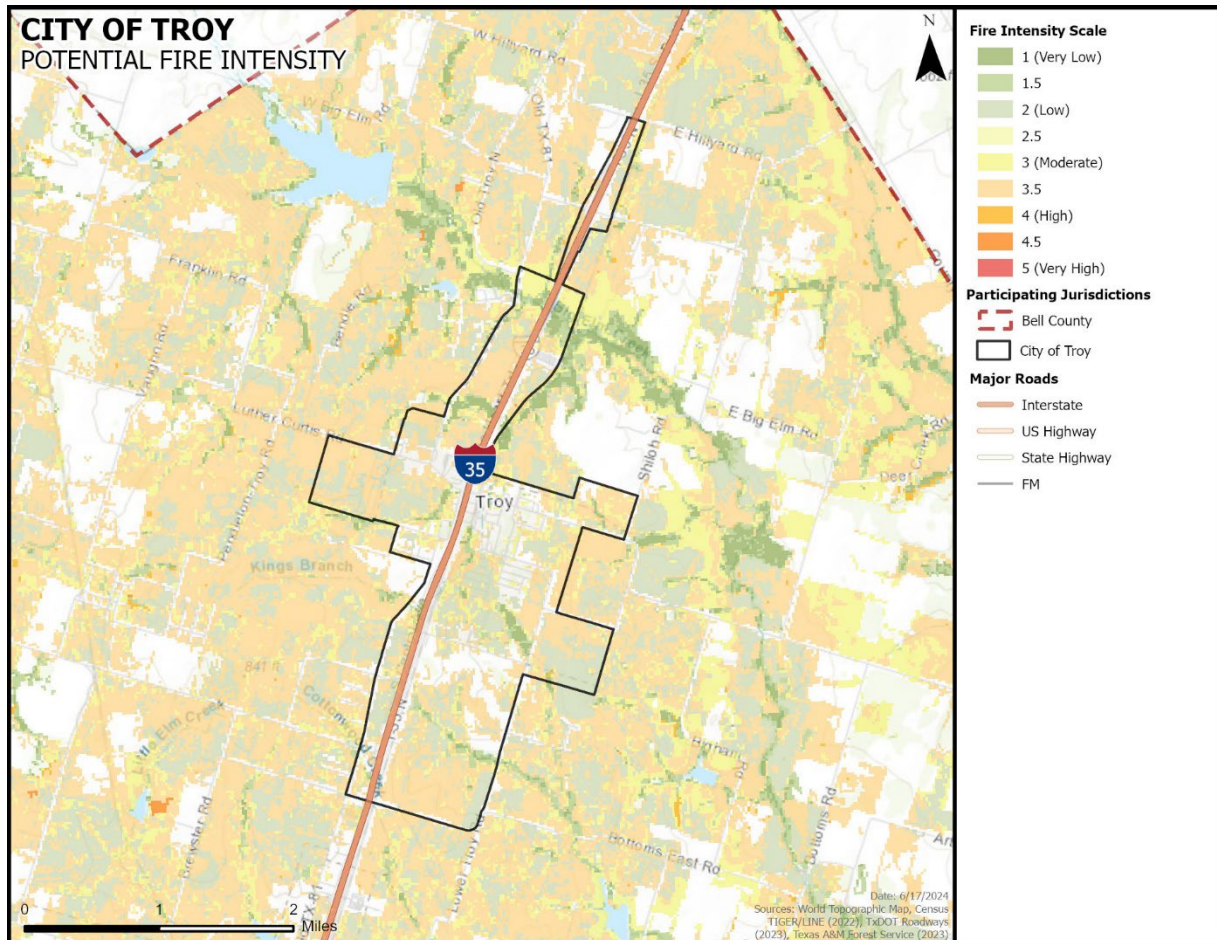 CITY OF TROY
POTENTIAL FIRE INTENSITY
N
W Hillyard Rd
Old TX 81
E Hillyard Rd
W Big Elm Rd
Old Troy N
Franklin Rd
Vaughn Rd
Luther Curtis
Pendleton-Troy Rd
35
Troy
Shiloh Rd
E Big Elm Rd
Deer Creek Rd
Kings Branch
841 ft
Elm Creek
Cottonwood Creek
N I-35
Brewster Rd
Lower Troy Rd
Bottoms East Rd
Bottoms Rd
0 1 2
Miles
Date: 6/17/2024
Sources: World Topographic Map, Census
TIGER/LINE (2022), TxDOT Roadways
(2023), Texas A&M Forest Service (2023)
Fire Intensity Scale
1 (Very Low)
1.5
2 (Low)
2.5
3 (Moderate)
3.5
4 (High)
4.5
5 (Very High)
Participating Jurisdictions
Bell County
City of Troy
Major Roads
Interstate
US Highway
State Highway
FM